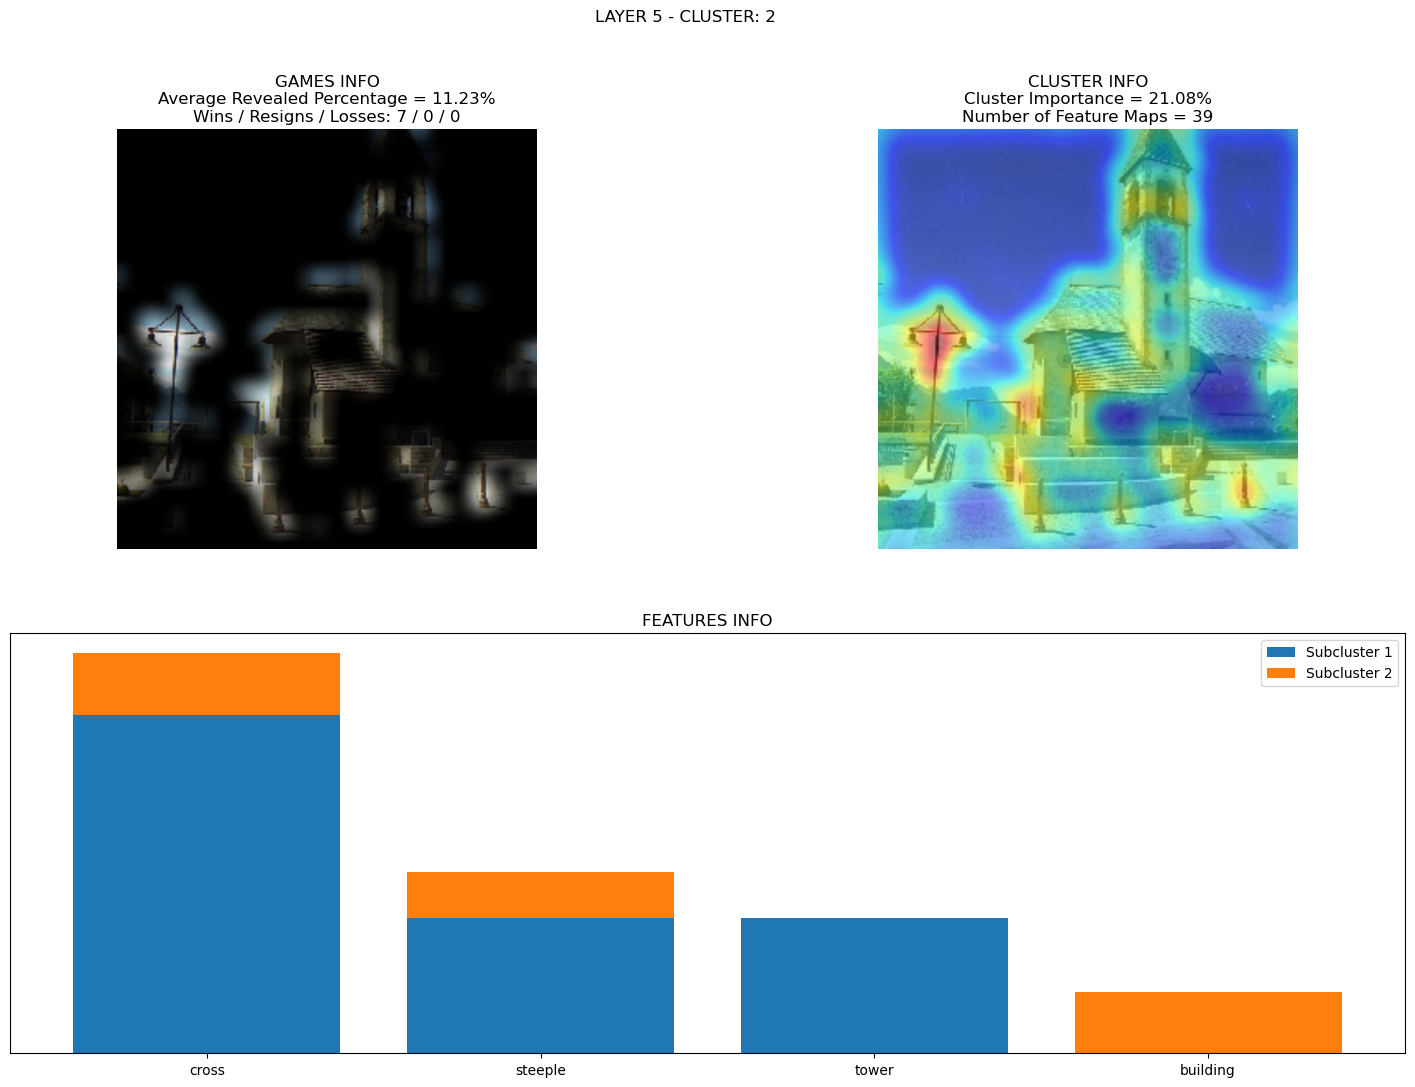 LAYER 5 - CLUSTER: 2
GAMES INFO
Average Revealed Percentage = 11.23%
Wins / Resigns / Losses: 7 / 0 / 0
CLUSTER INFO
Cluster Importance = 21.08%
Number of Feature Maps = 39
FEATURES INFO
Subcluster 1
Subcluster 2
cross
steeple
tower
building